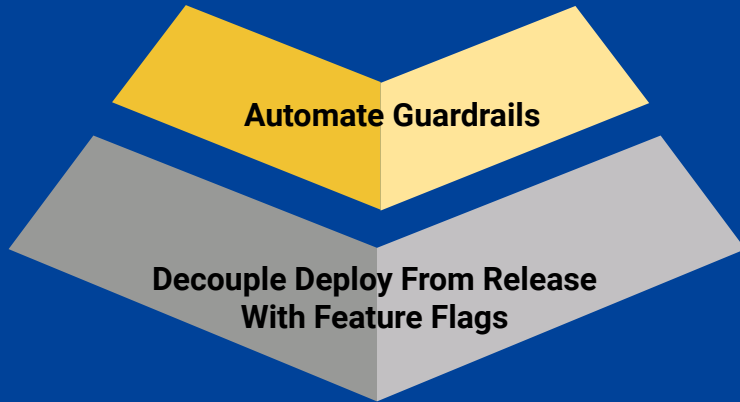 Automate Guardrails
Decouple Deploy From Release
With Feature Flags